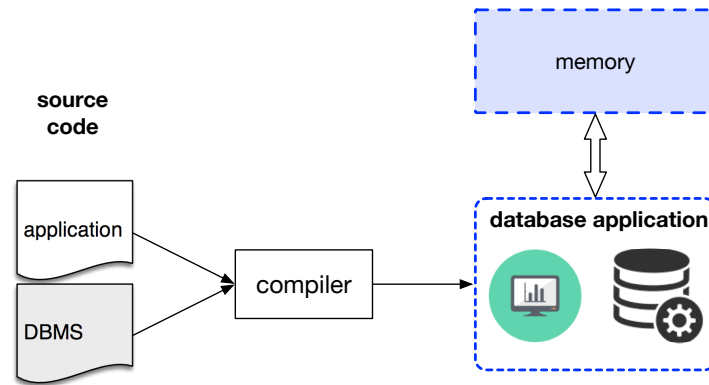 memory
source
code
application
DBMS
compiler
database application